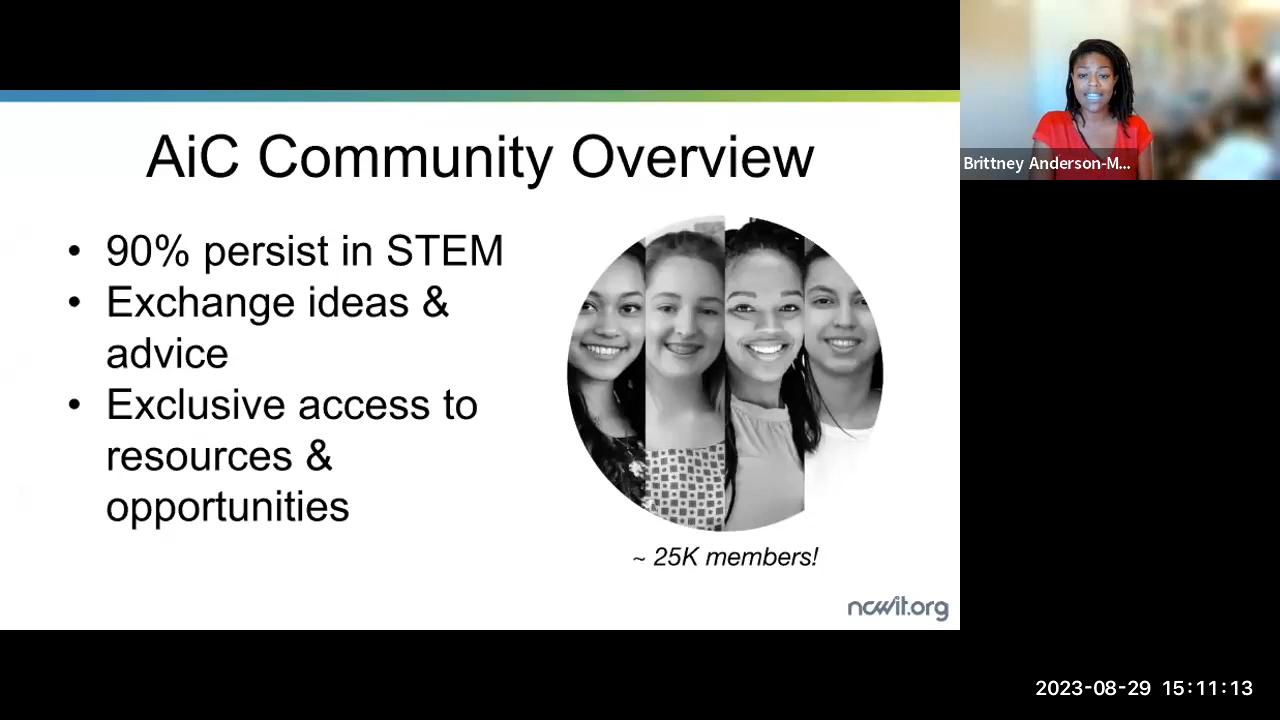 AiC Community Overview
• 90% persist in STEM
• Exchange ideas &
advice
• Exclusive access to
resources &
opportunities
~ 25K members!
ncwit.org
Brittney Anderson-M...
2023-08-29 15:11:13